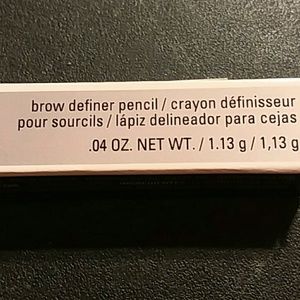 brow definer pencil / crayon définisseur
pour sourcils / lápiz delineador para cejas
.04 OZ. NET WT. / 1.13 g / 1,13 g